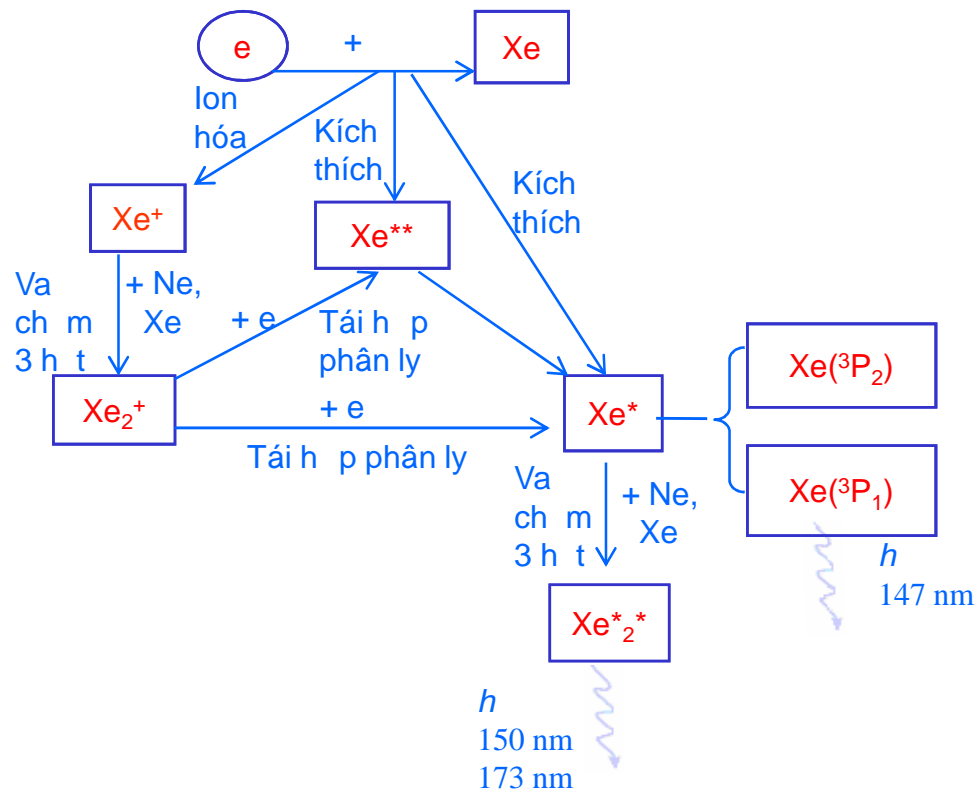 e
+
Xe
Ion
hóa
Kích
thích
Kích
thích
Xe⁺
Xe**
Va
ch m
3 h t
+ Ne,
Xe
+ e
Tái h p
phân ly
Xe₂⁺
+ e
Tái h p phân ly
Xe*
Xe(³P₂)
Xe(³P₁)
Va
ch m
3 h t
+ Ne,
Xe
h
147 nm
Xe*₂*
h
150 nm
173 nm